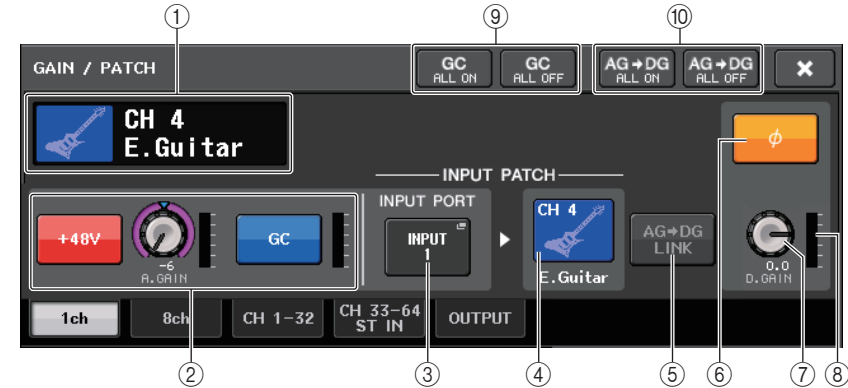 ① ⑨ ⑩
GAIN / PATCH
GC ALL ON
GC ALL OFF
AG➔DG ALL ON
AG➔DG ALL OFF
×
CH 4
E.Guitar
ϕ
INPUT PATCH
INPUT PORT
+48V
-6
A.GAIN
GC
INPUT
1
CH 4
E.Guitar
AG➔DG
LINK
0.0
D.GAIN
1ch
8ch
CH 1-32
CH 33-64
ST IN
OUTPUT
② ③ ④ ⑤ ⑥ ⑦ ⑧